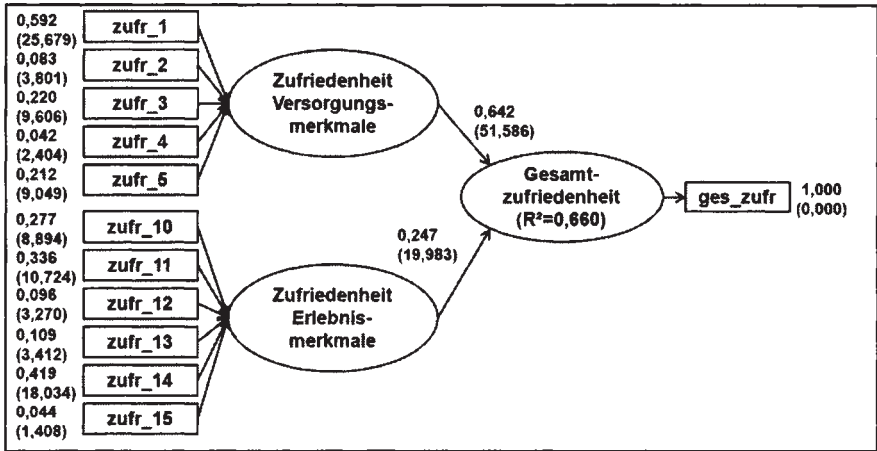 0,592
(25,679)
zufr_1
0,083
(3,801)
zufr_2
0,220
(9,606)
zufr_3
0,042
(2,404)
zufr_4
0,212
(9,049)
zufr_5
Zufriedenheit
Versorgungs-
merkmale
0,642
(51,586)
0,277
(8,894)
zufr_10
0,336
(10,724)
zufr_11
0,096
(3,270)
zufr_12
0,109
(3,412)
zufr_13
0,419
(18,034)
zufr_14
0,044
(1,408)
zufr_15
Zufriedenheit
Erlebnis-
merkmale
0,247
(19,983)
Gesamt-
zufriedenheit
(R²=0,660)
ges_zufr
1,000
(0,000)